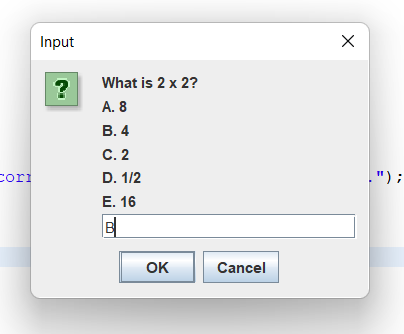 Input
What is 2 x 2?
A. 8
B. 4
C. 2
D. 1/2
E. 16
B
OK Cancel
.");